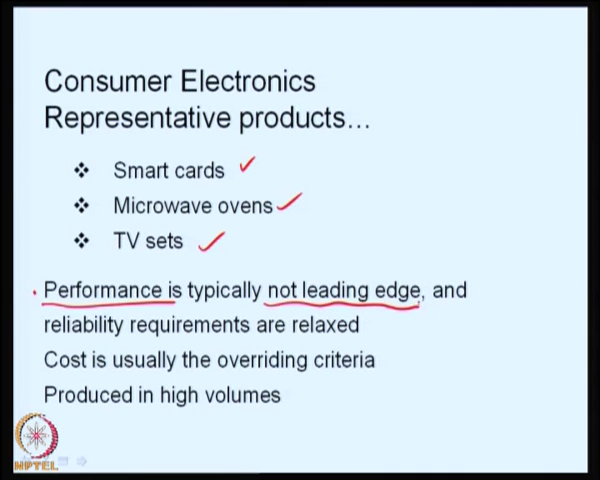 Consumer Electronics
Representative products...
Smart cards
Microwave ovens
TV sets
Performance is typically not leading edge, and
reliability requirements are relaxed
Cost is usually the overriding criteria
Produced in high volumes
NPTEL